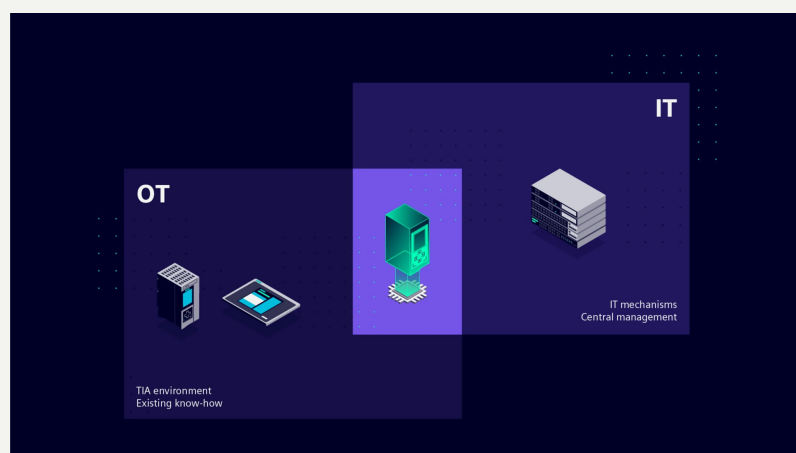 IT
OT
IT mechanisms
Central management
TIA environment
Existing know-how